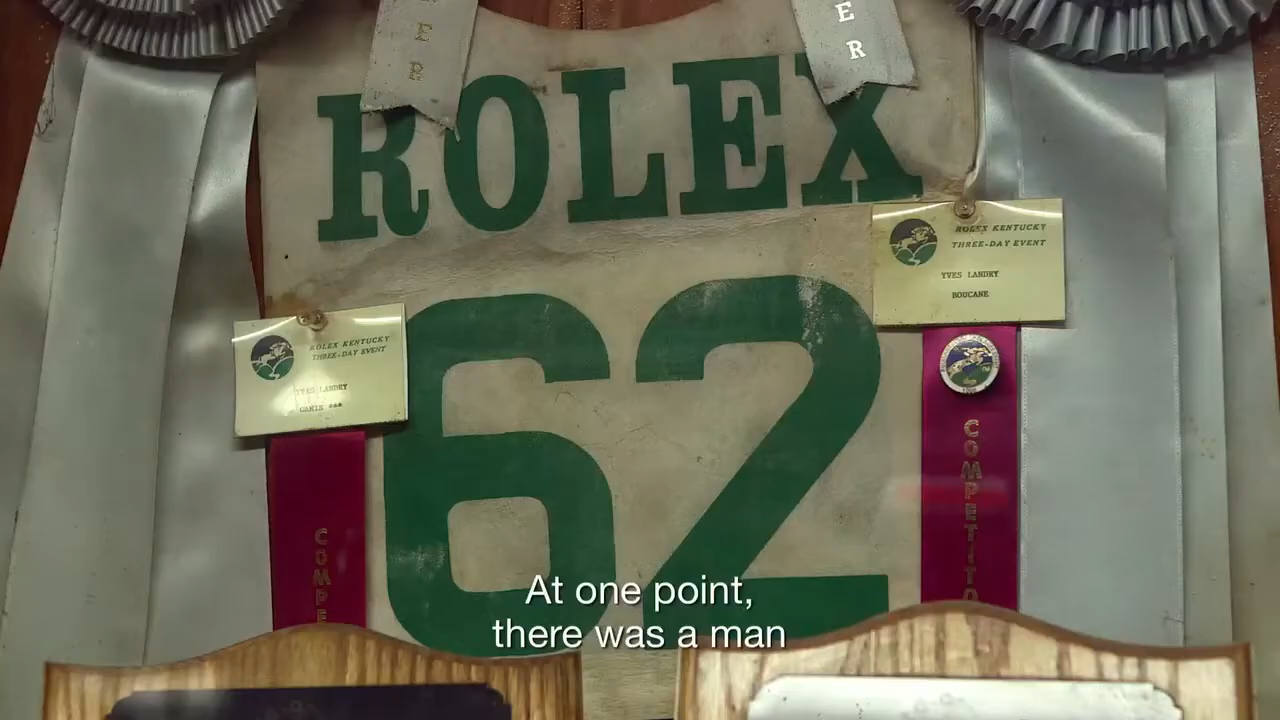 E
R
E
R
ROLEX
ROLEX KENTUCKY
THREE-DAY EVENT
YVES LANDRY
BOUCANE
62
ROLEX KENTUCKY
THREE-DAY EVENT
YVES LANDRY
COMPETITO
COMPE
At one point,
there was a man